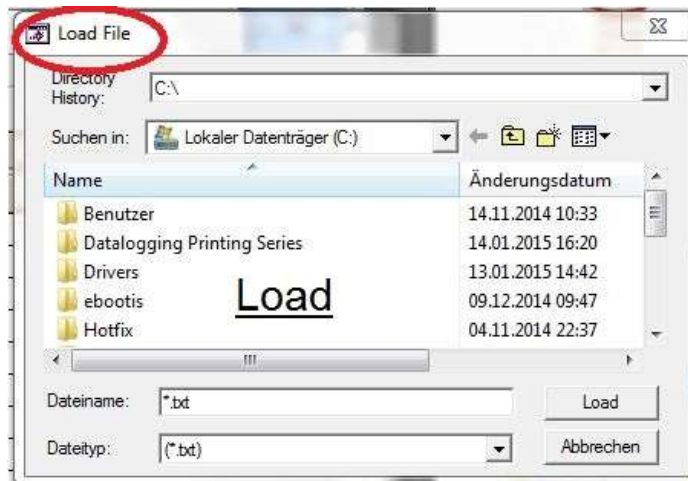 Load File
Directory
History:
C:\
Suchen in:
Lokaler Datenträger (C:)
Name
Änderungsdatum
Benutzer
14.11.2014 10:33
Datalogging Printing Series
14.01.2015 16:20
Drivers
13.01.2015 14:42
ebootis
09.12.2014 09:47
Hotfix
04.11.2014 22:37
Load
Dateiname:
*.txt
Load
Dateityp:
(*.txt)
Abbrechen